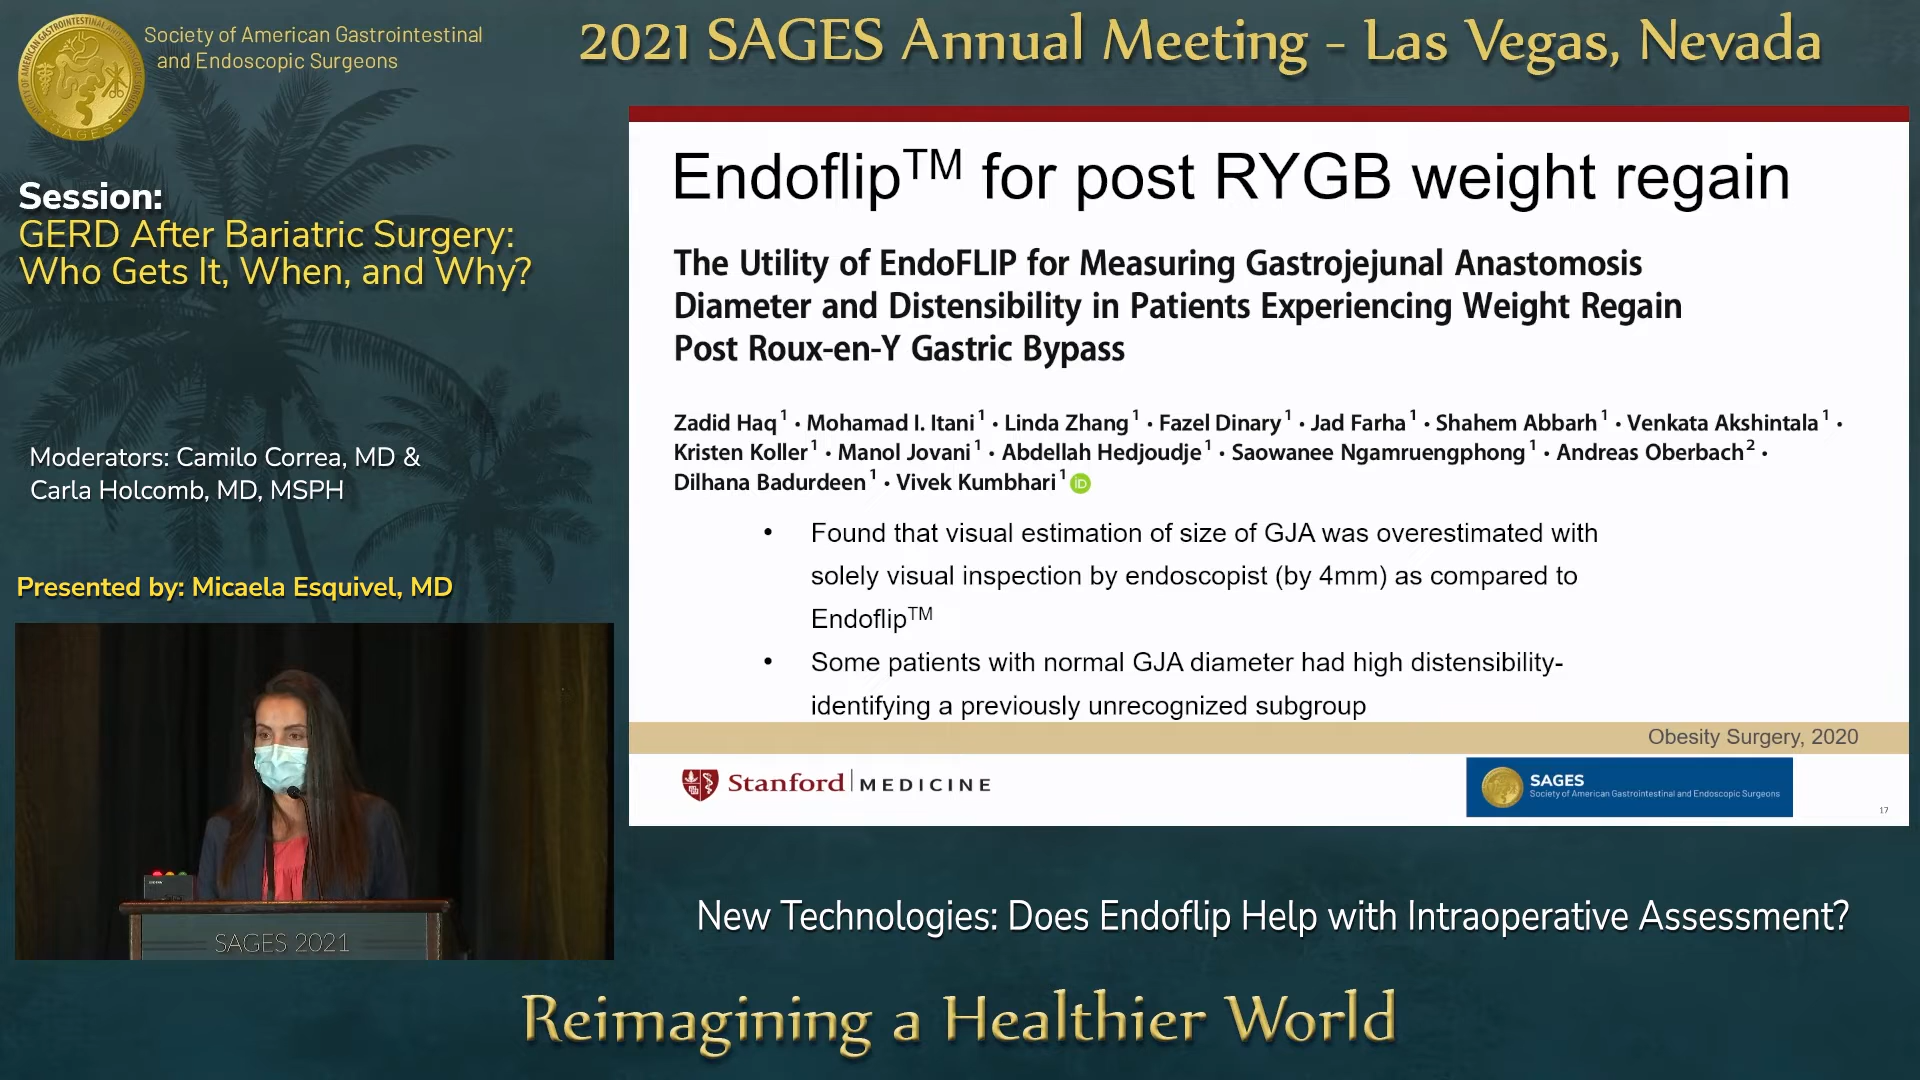 Society of American Gastrointestinal
and Endoscopic Surgeons
SAGES
2021 SAGES Annual Meeting - Las Vegas, Nevada
Session:
GERD After Bariatric Surgery:
Who Gets It, When, and Why?
Moderators: Camilo Correa, MD &
Carla Holcomb, MD, MSPH
Presented by: Micaela Esquivel, MD
SAGES 2021
Endoflip™ for post RYGB weight regain
The Utility of EndoFLIP for Measuring Gastrojejunal Anastomosis
Diameter and Distensibility in Patients Experiencing Weight Regain
Post Roux-en-Y Gastric Bypass
Zadid Haq¹ · Mohamad I. Itani¹ · Linda Zhang¹ · Fazel Dinary¹ · Jad Farha¹ · Shahem Abbarh¹ · Venkata Akshintala¹ ·
Kristen Koller¹ · Manol Jovani¹ · Abdellah Hedjoudje¹ · Saowanee Ngamruengphong¹ · Andreas Oberbach² ·
Dilhana Badurdeen¹ · Vivek Kumbhari¹ iD
• Found that visual estimation of size of GJA was overestimated with
solely visual inspection by endoscopist (by 4mm) as compared to
Endoflip™
• Some patients with normal GJA diameter had high distensibility-
identifying a previously unrecognized subgroup
Obesity Surgery, 2020
Stanford MEDICINE
SAGES
Society of American Gastrointestinal and Endoscopic Surgeons
17
New Technologies: Does Endoflip Help with Intraoperative Assessment?
Reimagining a Healthier World